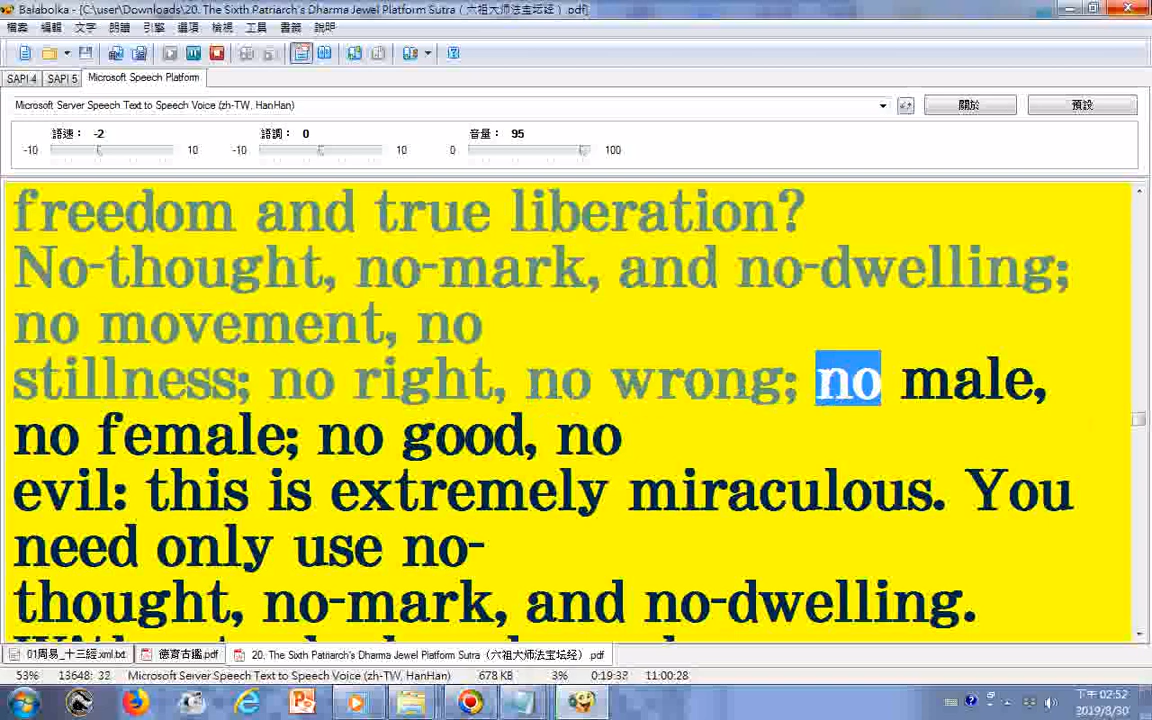 Balabolka - [C:\user\Downloads\20. The Sixth Patriarch's Dharma Jewel Platform Sutra（六祖大师法宝坛经）.pdf]
檔案 編輯 文字 朗讀 引擎 選項 檢視 工具 書籤 說明
SAPI 4 SAPI 5 Microsoft Speech Platform
Microsoft Server Speech Text to Speech Voice (zh-TW, HanHan) 關於 預設
語速： -2 語調： 0 音量： 95
-10 10 -10 10 0 100
freedom and true liberation?
No-thought, no-mark, and no-dwelling;
no movement, no
stillness; no right, no wrong; no male,
no female; no good, no
evil: this is extremely miraculous. You
need only use no-
thought, no-mark, and no-dwelling.
01周易_十三經.xml.txt 德育古鑑.pdf 20. The Sixth Patriarch's Dharma Jewel Platform Sutra（六祖大师法宝坛经）.pdf
53% 13648: 32 Microsoft Server Speech Text to Speech Voice (zh-TW, HanHan) 678 KB 3% 0:19:32 11:00:28
下午 02:52
2019/8/30